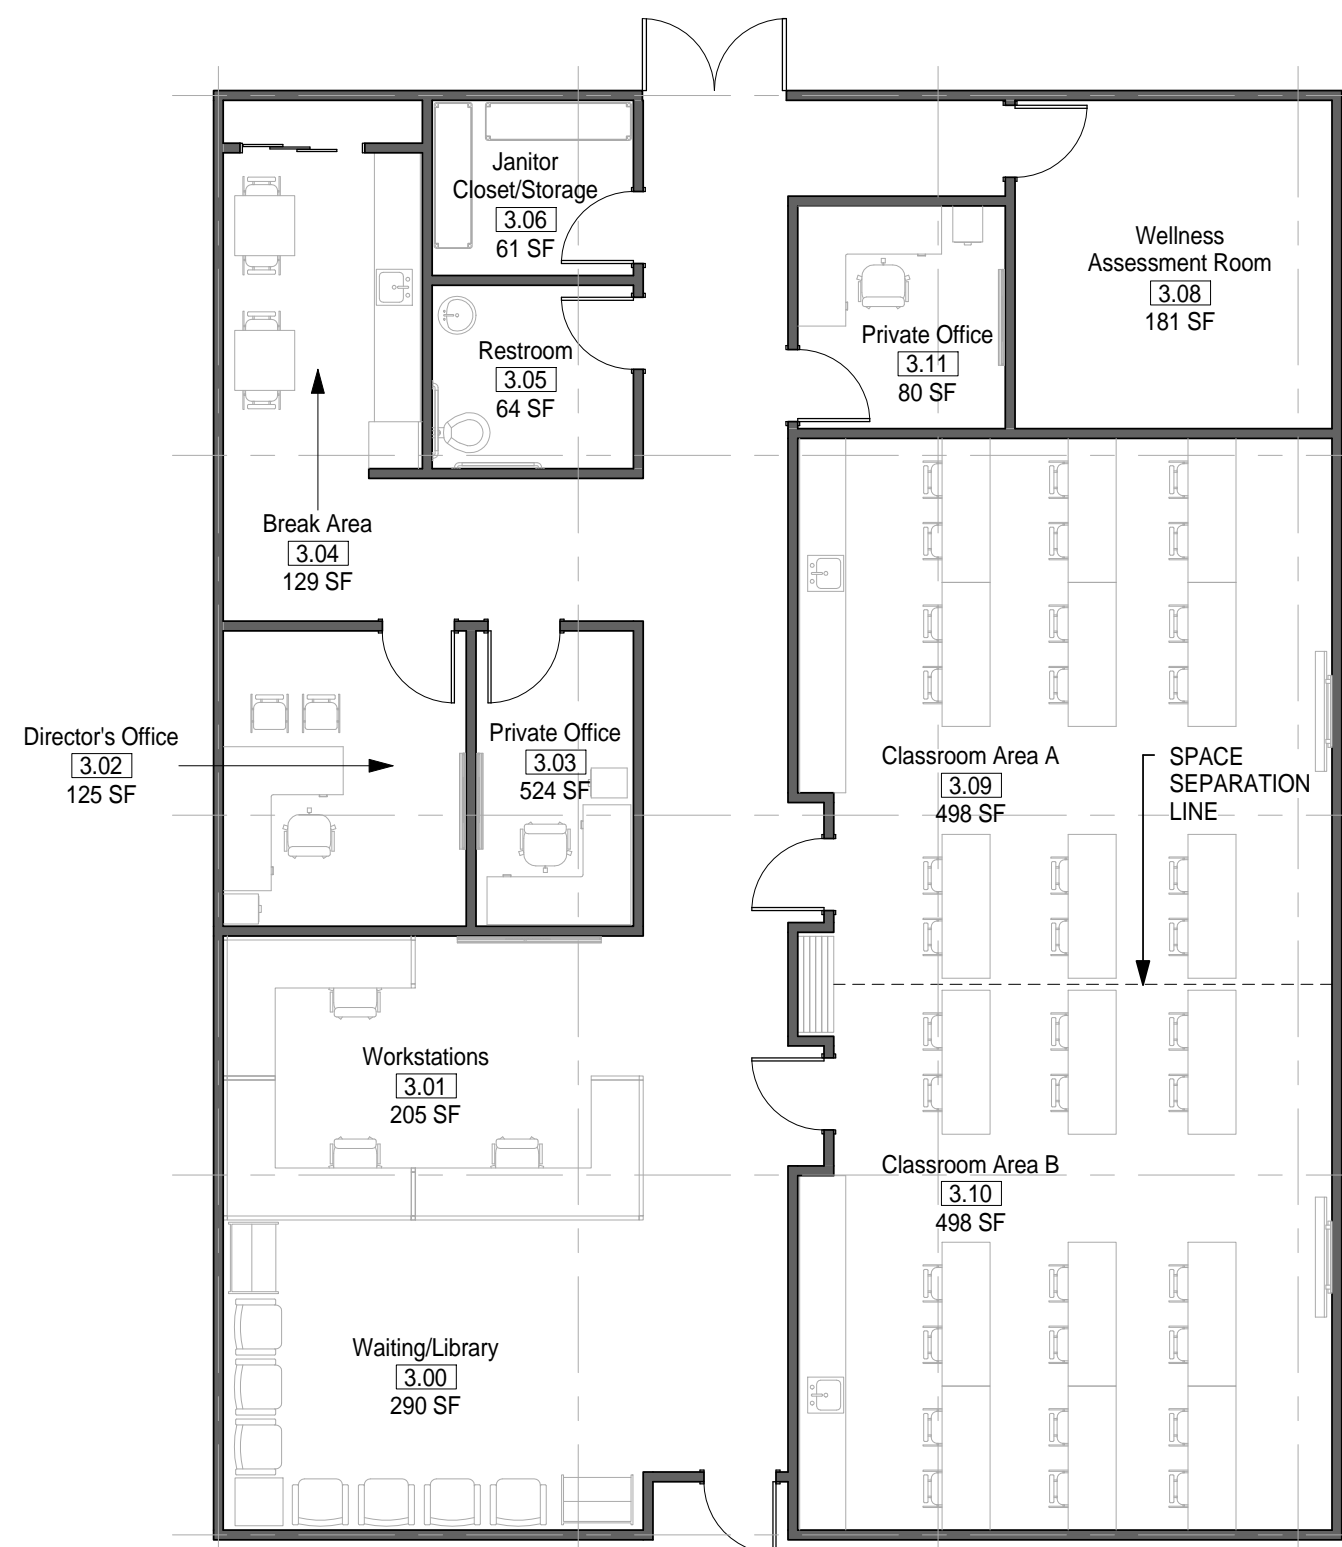 Janitor
Closet/Storage
3.06
61 SF
Wellness
Assessment Room
3.08
181 SF
Private Office
3.11
80 SF
Restroom
3.05
64 SF
Break Area
3.04
129 SF
Director's Office
3.02
125 SF
Private Office
3.03
524 SF
Classroom Area A
3.09
498 SF
SPACE
SEPARATION
LINE
Workstations
3.01
205 SF
Classroom Area B
3.10
498 SF
Waiting/Library
3.00
290 SF